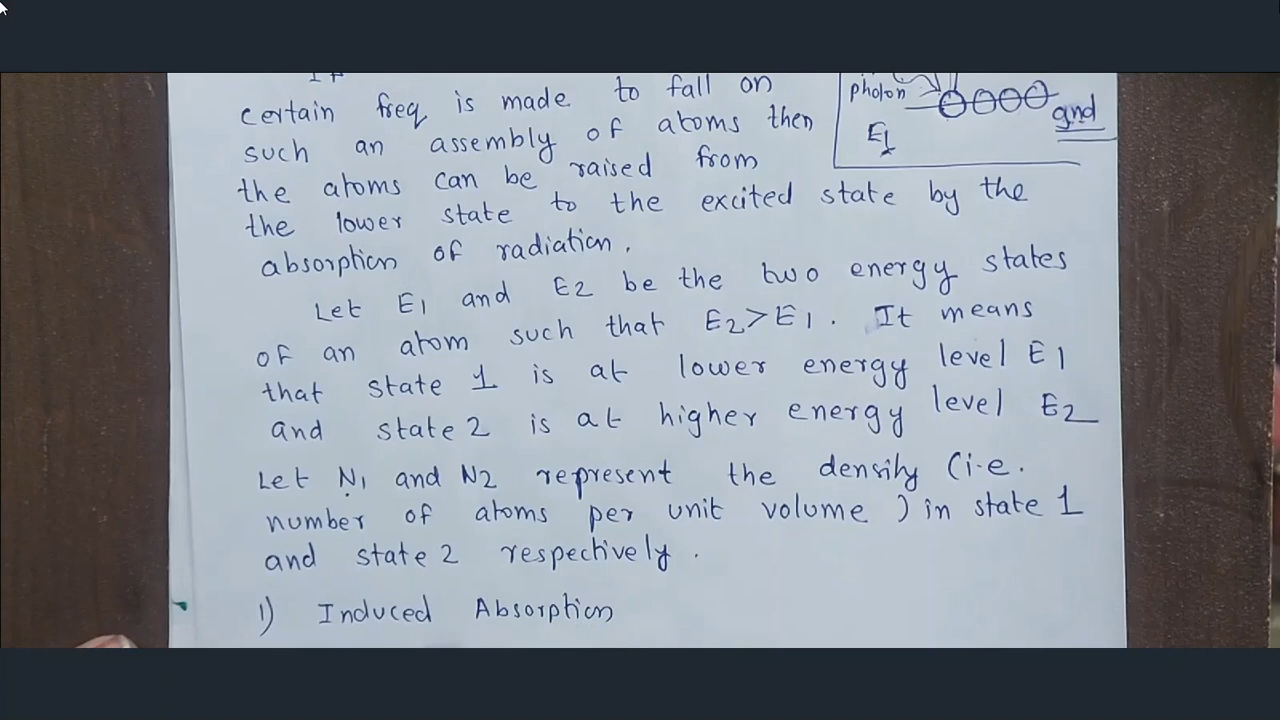 certain freq is made to fall on
such an assembly of atoms then
the atoms can be raised from
the lower state to the excited state by the
absorption of radiation.
Let E1 and E2 be the two energy states
of an atom such that E2>E1. It means
that state 1 is at lower energy level E1
and state 2 is at higher energy level E2
Let N1 and N2 represent the density (i.e.
number of atoms per unit volume ) in state 1
and state 2 respectively.
1) Induced Absorption
photon
gnd
E1